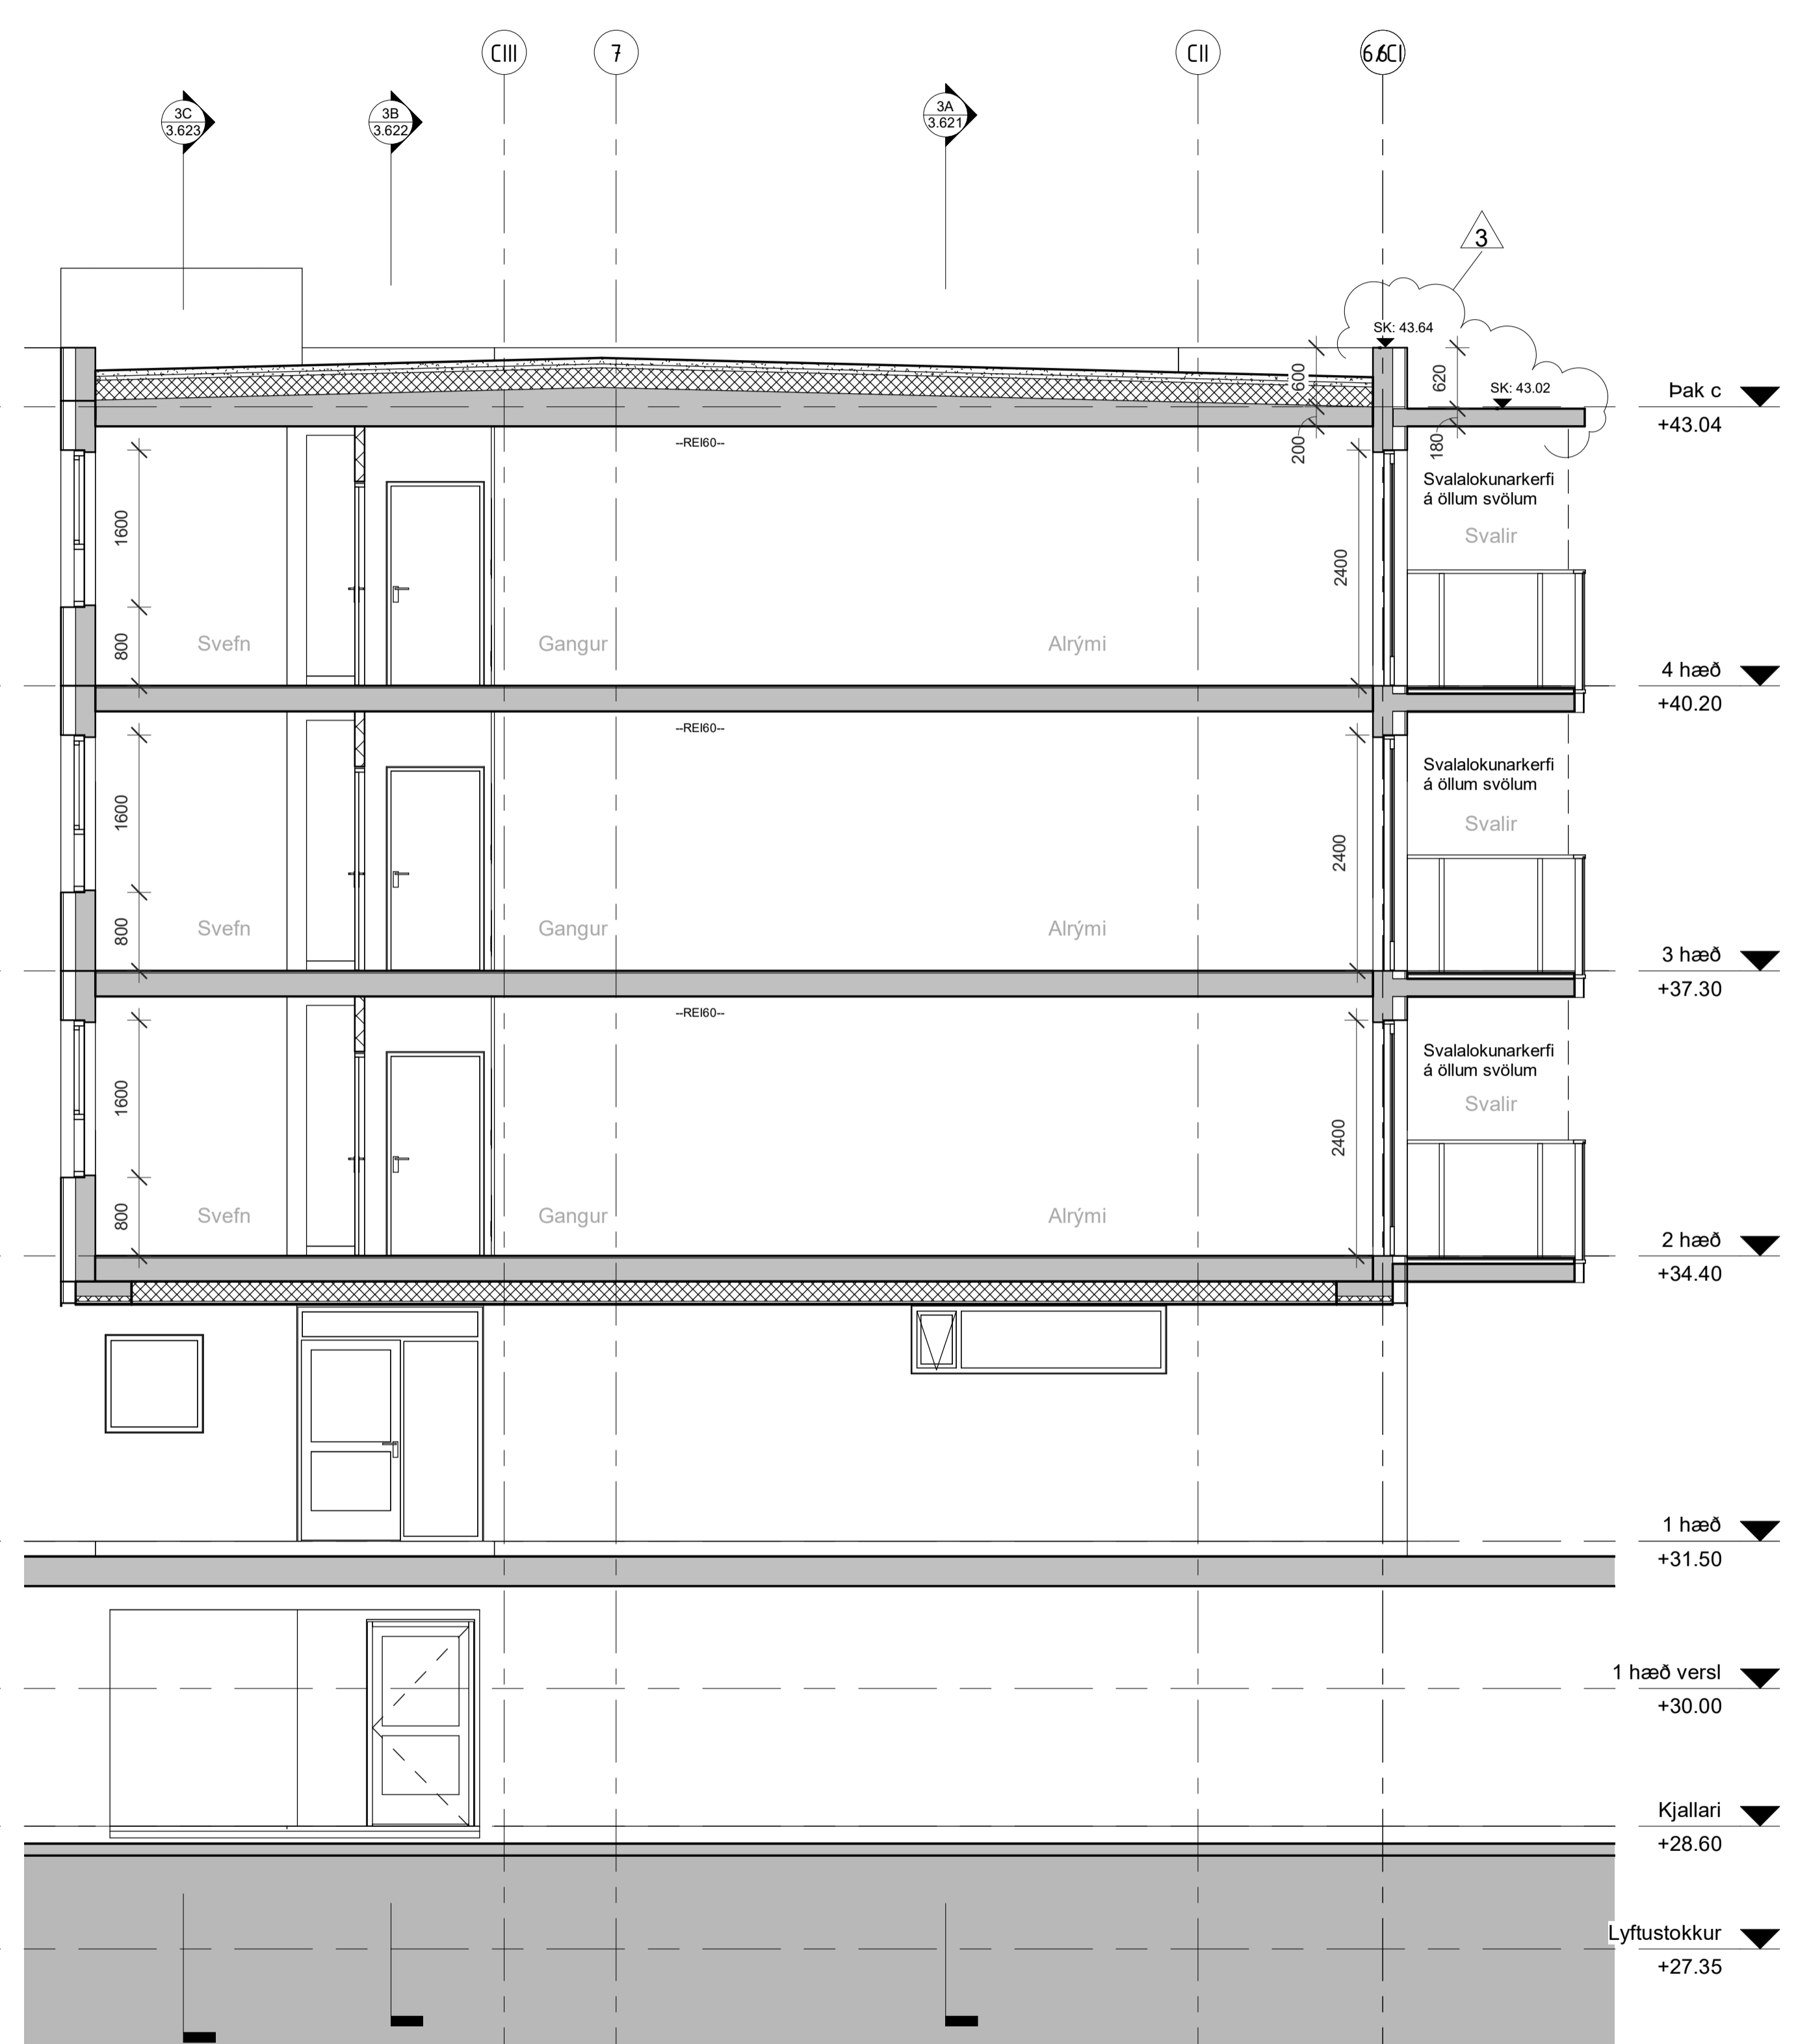 CIII
7
CII
6.6CI
3C
3.623
3B
3.622
3A
3.621
3
SK: 43.64
600
620
SK: 43.02
Þak c
+43.04
--REI60--
200
180
Svalalokunarkerfi
á öllum svölum
Svalir
1600
2400
800
Svefn
Gangur
Alrými
4 hæð
+40.20
--REI60--
Svalalokunarkerfi
á öllum svölum
Svalir
1600
2400
800
Svefn
Gangur
Alrými
3 hæð
+37.30
--REI60--
Svalalokunarkerfi
á öllum svölum
Svalir
1600
2400
800
Svefn
Gangur
Alrými
2 hæð
+34.40
1 hæð
+31.50
1 hæð versl
+30.00
Kjallari
+28.60
Lyftustokkur
+27.35